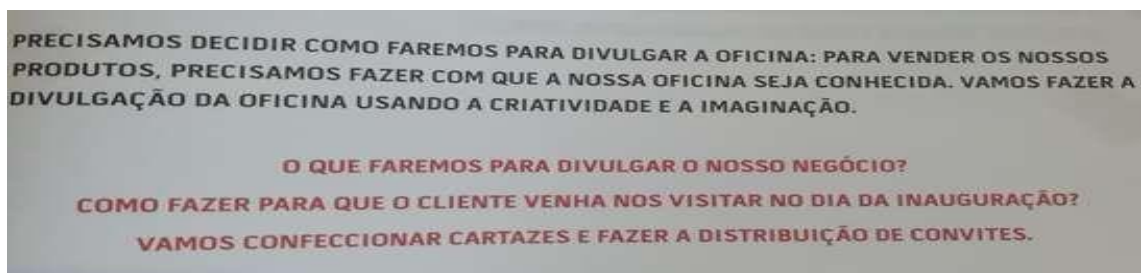 PRECISAMOS DECIDIR COMO FAREMOS PARA DIVULGAR A OFICINA: PARA VENDER OS NOSSOS
PRODUTOS, PRECISAMOS FAZER COM QUE A NOSSA OFICINA SEJA CONHECIDA. VAMOS FAZER A
DIVULGAÇÃO DA OFICINA USANDO A CRIATIVIDADE E A IMAGINAÇÃO.
O QUE FAREMOS PARA DIVULGAR O NOSSO NEGÓCIO?
COMO FAZER PARA QUE O CLIENTE VENHA NOS VISITAR NO DIA DA INAUGURAÇÃO?
VAMOS CONFECCIONAR CARTAZES E FAZER A DISTRIBUIÇÃO DE CONVITES.